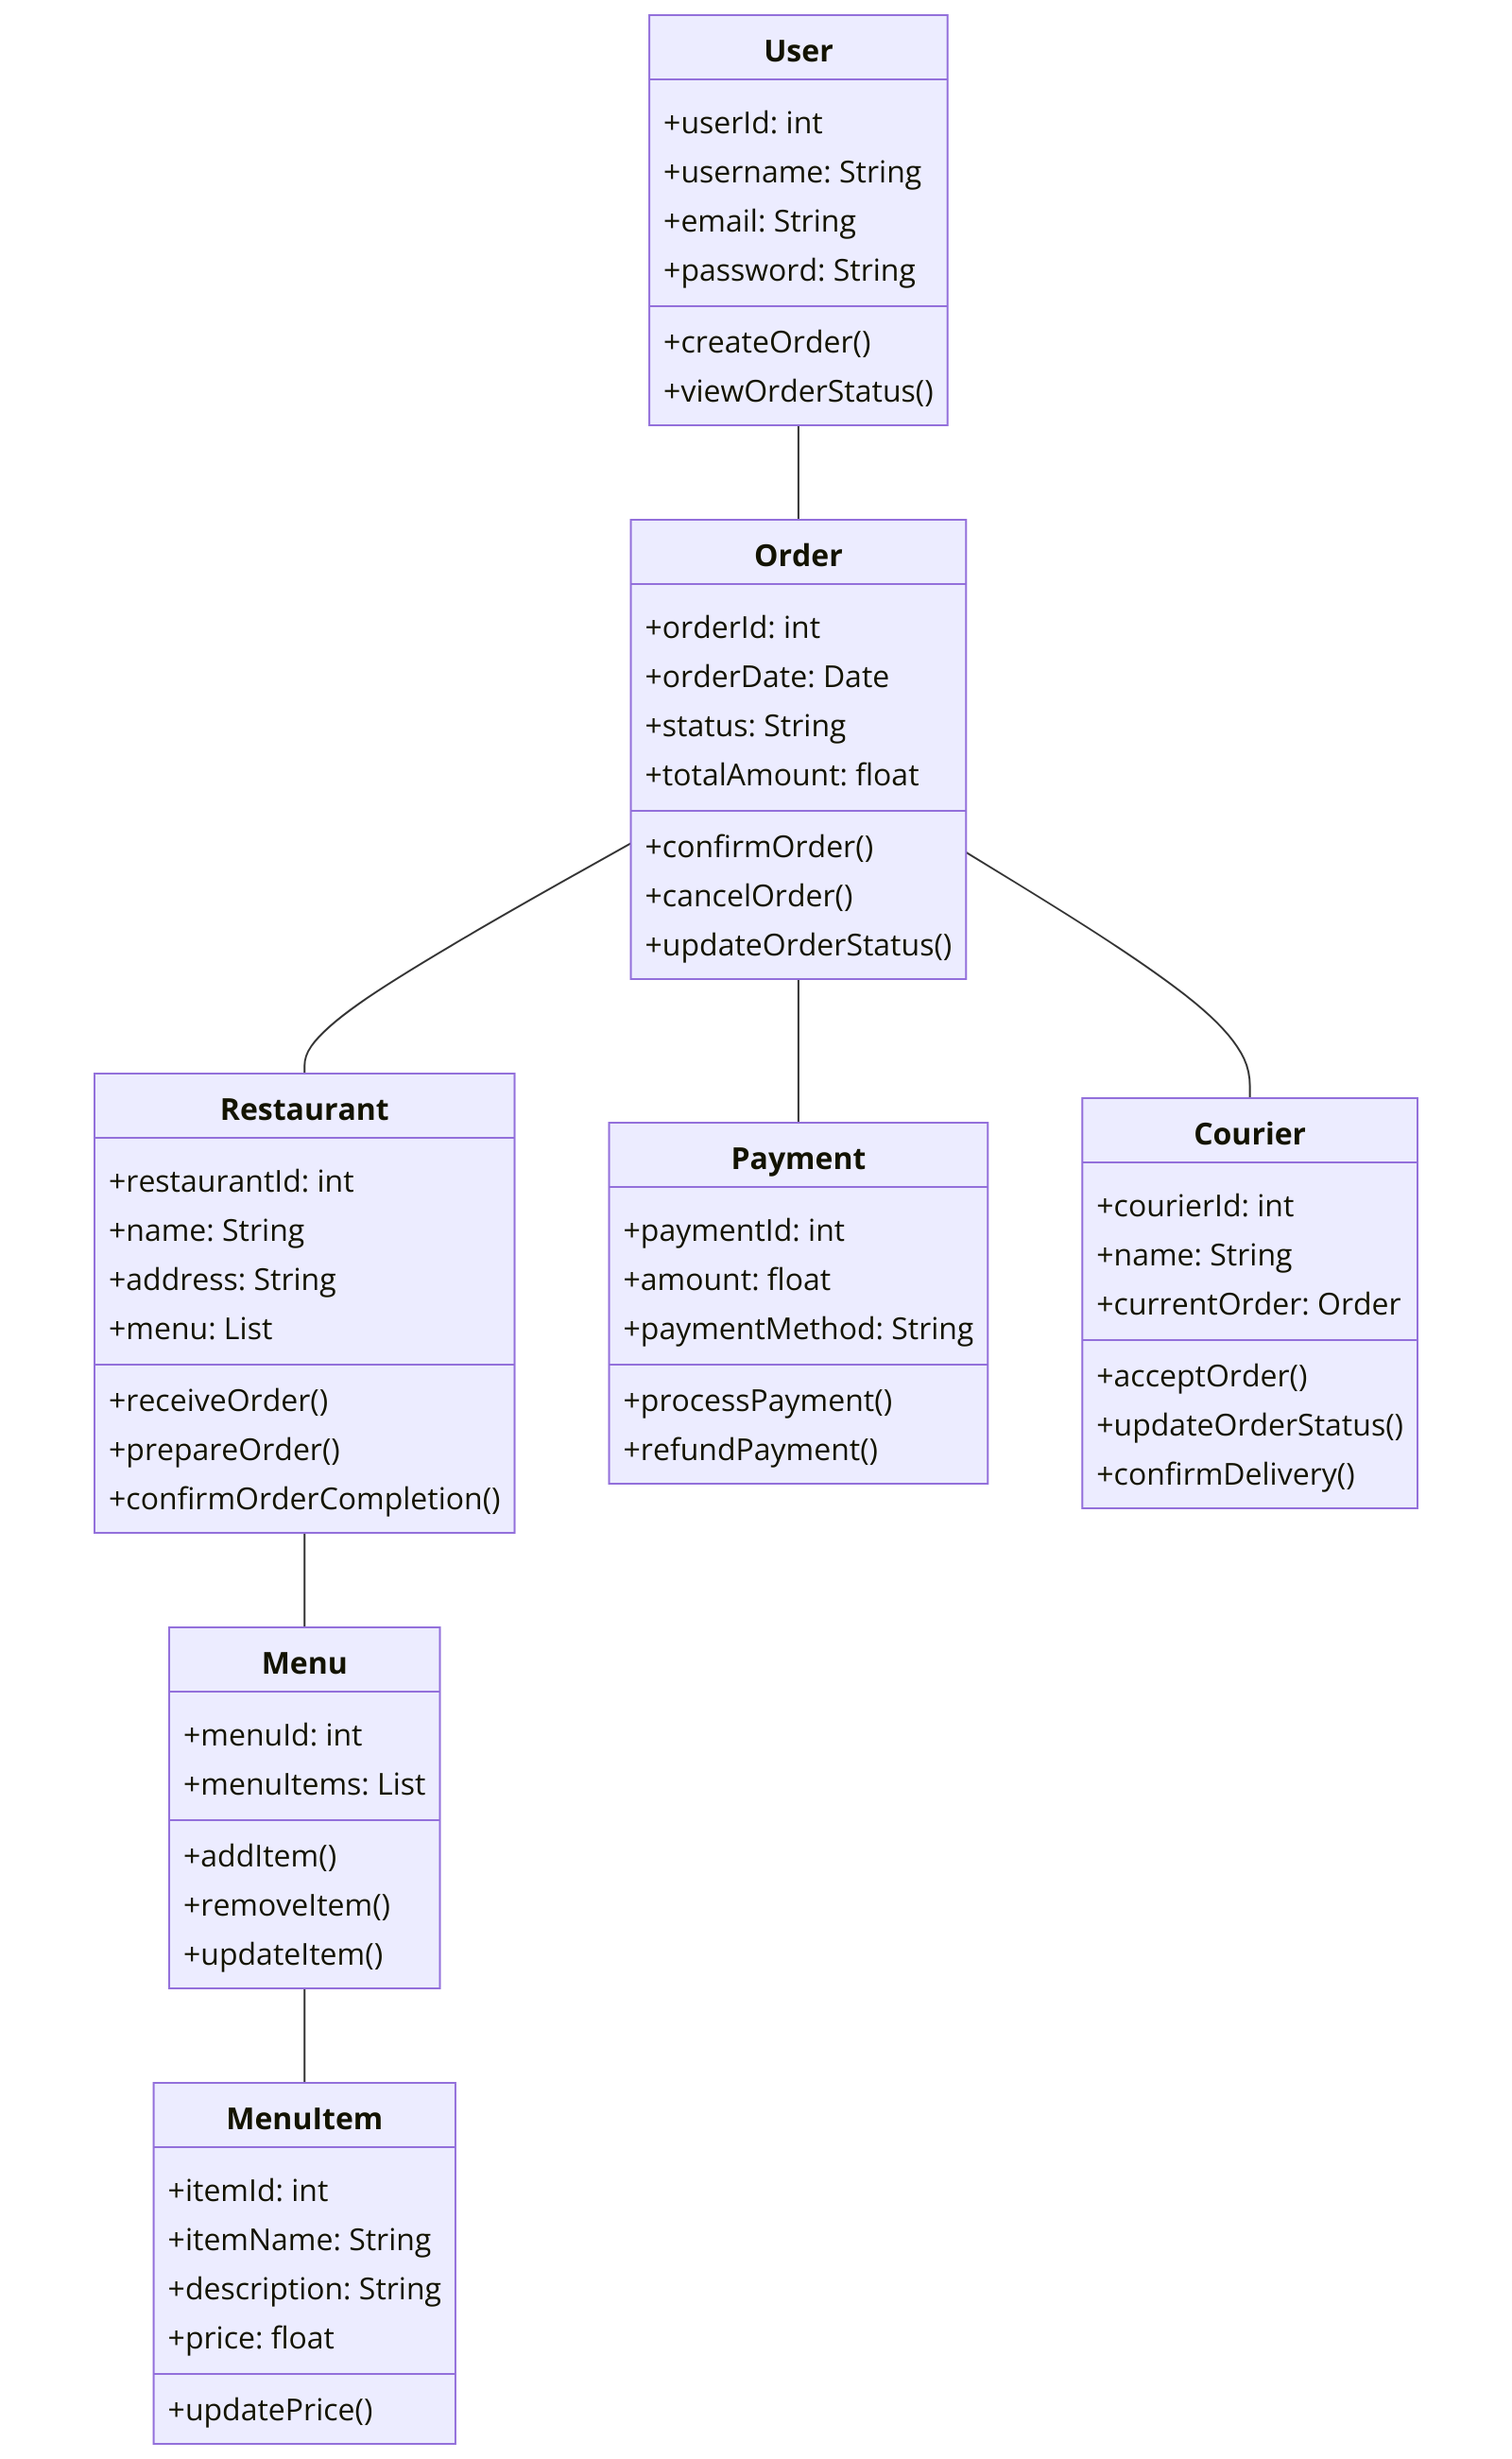 User
+userId: int
+username: String
+email: String
+password: String
+createOrder()
+viewOrderStatus()
Order
+orderId: int
+orderDate: Date
+status: String
+totalAmount: float
+confirmOrder()
+cancelOrder()
+updateOrderStatus()
Restaurant
+restaurantId: int
+name: String
+address: String
+menu: List
+receiveOrder()
+prepareOrder()
+confirmOrderCompletion()
Payment
+paymentId: int
+amount: float
+paymentMethod: String
+processPayment()
+refundPayment()
Courier
+courierId: int
+name: String
+currentOrder: Order
+acceptOrder()
+updateOrderStatus()
+confirmDelivery()
Menu
+menuId: int
+menuItems: List
+addItem()
+removeItem()
+updateItem()
MenuItem
+itemId: int
+itemName: String
+description: String
+price: float
+updatePrice()